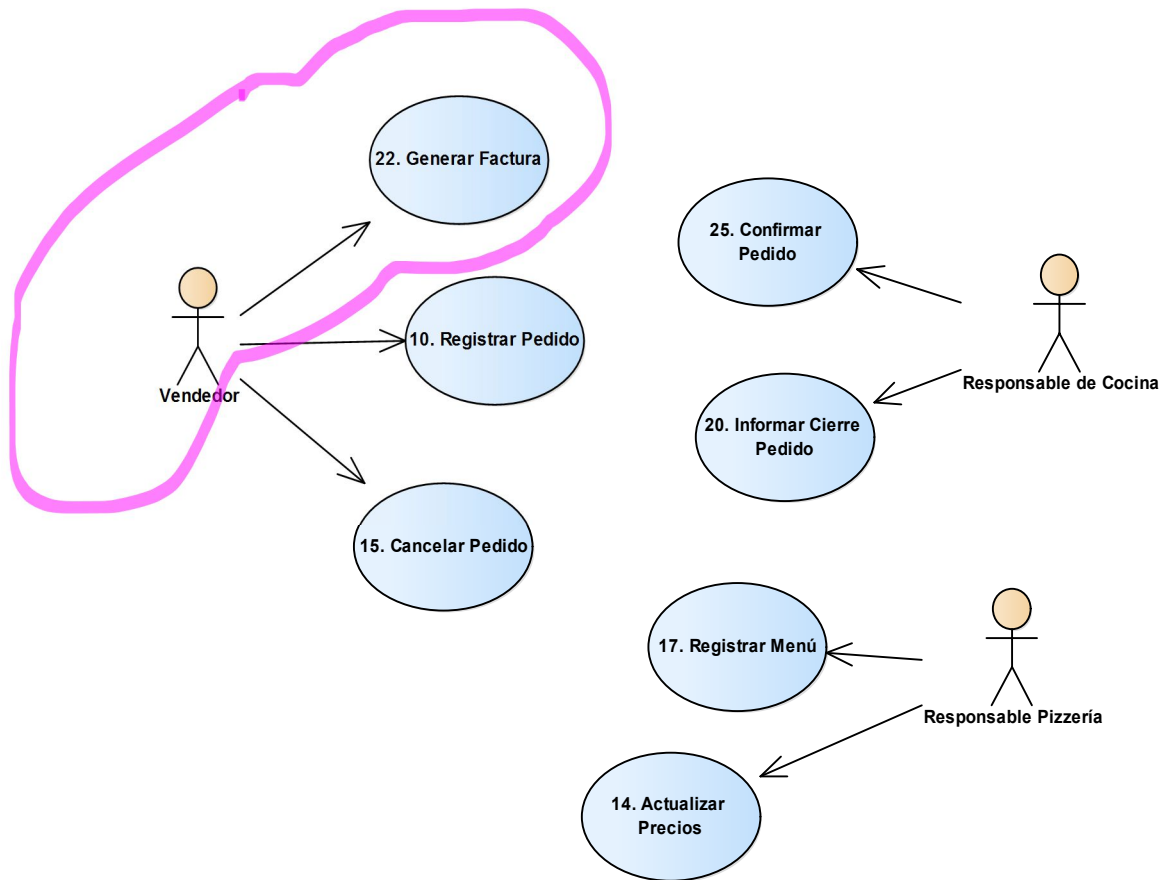 22. Generar Factura
25. Confirmar
Pedido
10. Registrar Pedido
Vendedor
Responsable de Cocina
20. Informar Cierre
Pedido
15. Cancelar Pedido
17. Registrar Menú
Responsable Pizzería
14. Actualizar
Precios